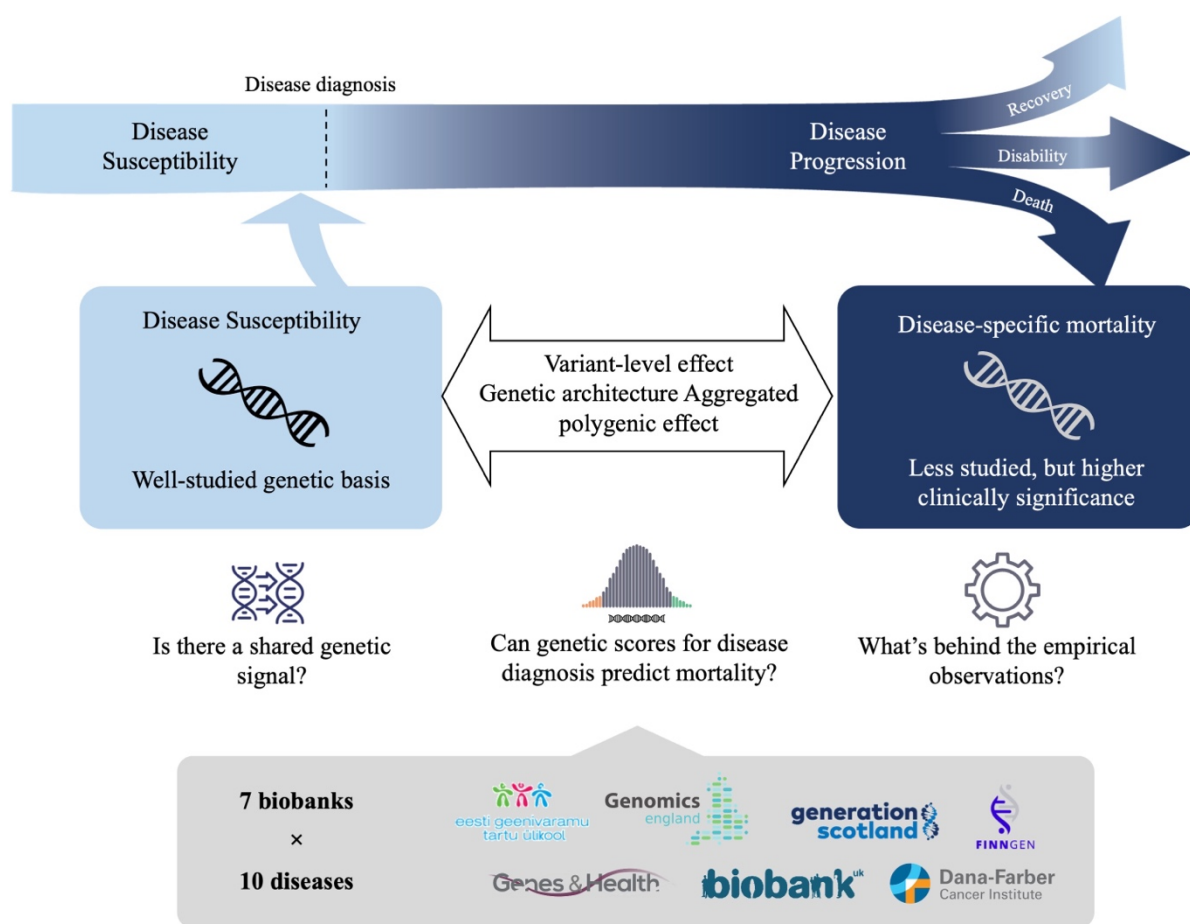 Disease diagnosis
Disease
Susceptibility
Disease
Progression
Recovery
Disability
Death
Disease Susceptibility
Well-studied genetic basis
Variant-level effect
Genetic architecture Aggregated
polygenic effect
Disease-specific mortality
Less studied, but higher
clinically significance
Is there a shared genetic
signal?
Can genetic scores for disease
diagnosis predict mortality?
What's behind the empirical
observations?
7 biobanks
×
10 diseases
eesti geenivaramu
tartu ülikool
Genomics
england
generation
scotland
FINNGEN
Genes & Health
biobank uk
Dana-Farber
Cancer Institute